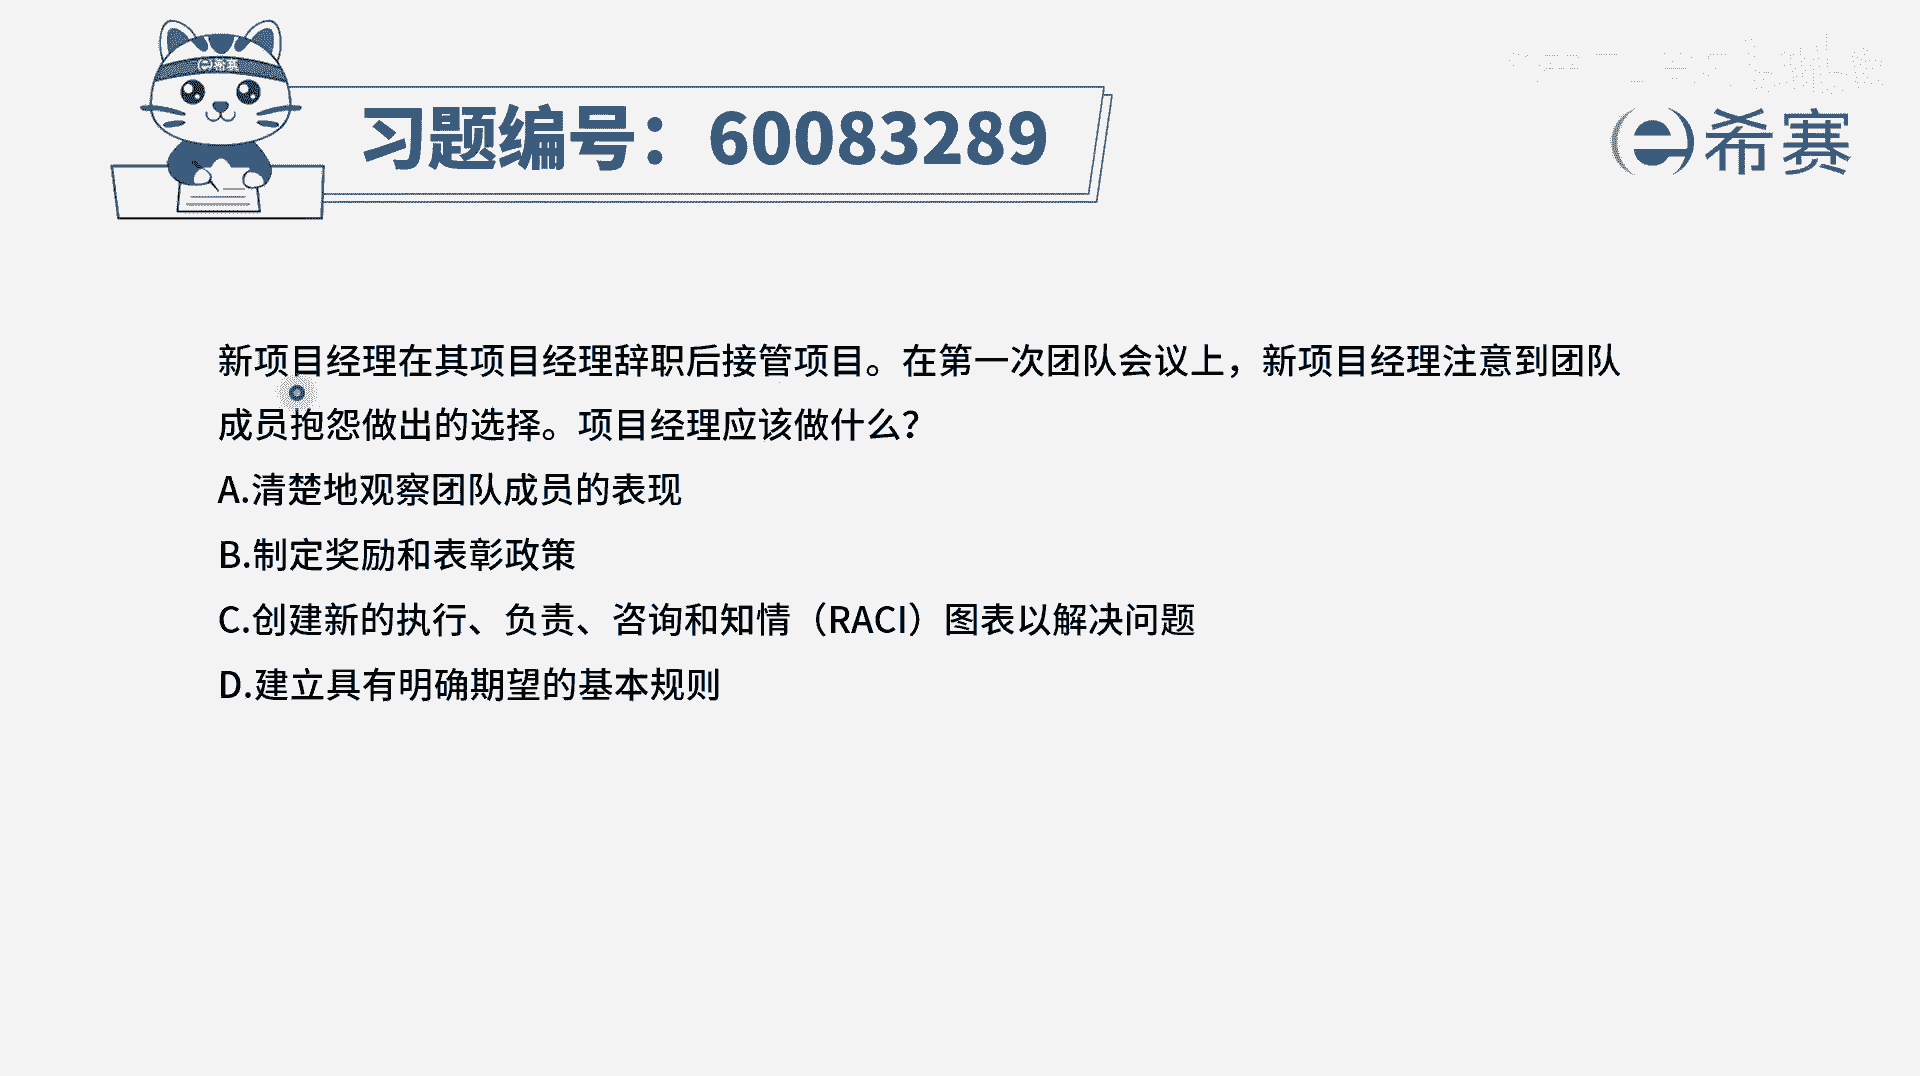 希赛
习题编号：60083289
希赛
新项目经理在其项目经理辞职后接管项目。在第一次团队会议上，新项目经理注意到团队
成员抱怨做出的选择。项目经理应该做什么？
A.清楚地观察团队成员的表现
B.制定奖励和表彰政策
C.创建新的执行、负责、咨询和知情（RACI）图表以解决问题
D.建立具有明确期望的基本规则